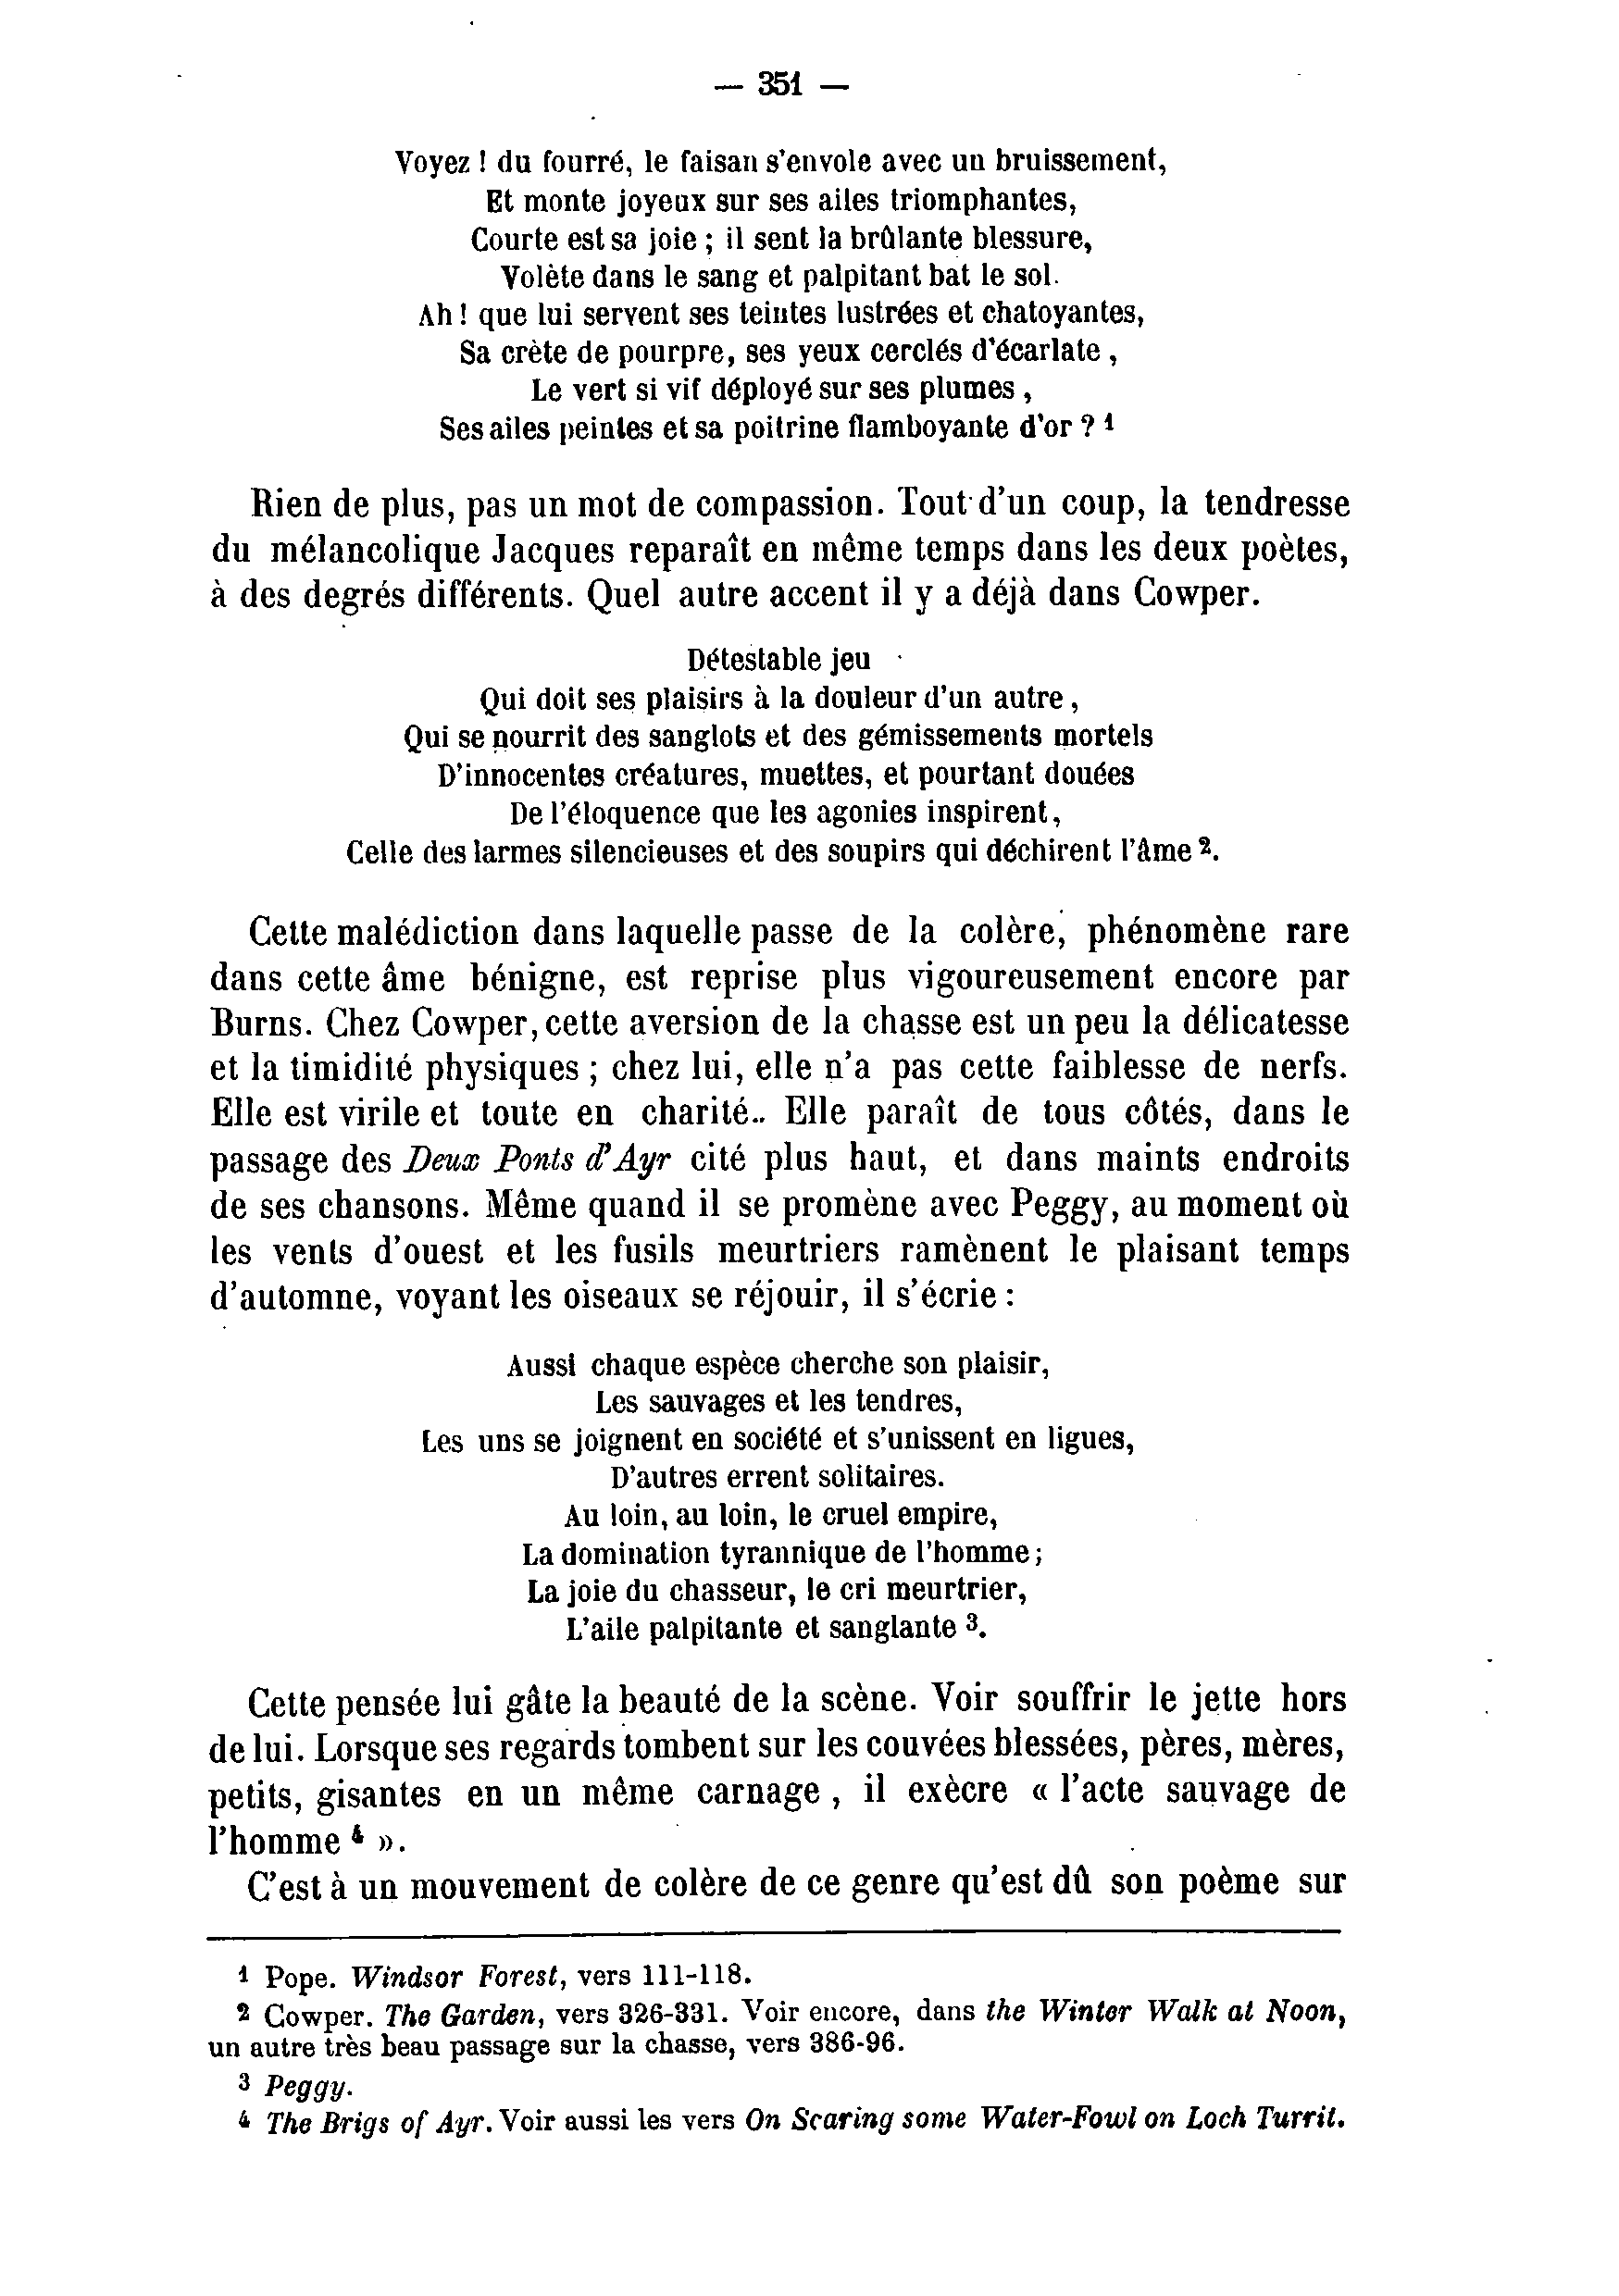 — 351 —
Voyez ! du fourré, le faisan s'envole avec un bruissement,
Et monte joyeux sur ses ailes triomphantes,
Courte est sa joie ; il sent la brûlante blessure,
Volète dans le sang et palpitant bat le sol.
Ah ! que lui servent ses teintes lustrées et chatoyantes,
Sa crète de pourpre, ses yeux cerclés d'écarlate ,
Le vert si vif déployé sur ses plumes ,
Ses ailes peintes et sa poitrine flamboyante d'or ? 1
Rien de plus, pas un mot de compassion. Tout d'un coup, la tendresse
du mélancolique Jacques reparaît en même temps dans les deux poètes,
à des degrés différents. Quel autre accent il y a déjà dans Cowper.
Détestable jeu
Qui doit ses plaisirs à la douleur d'un autre ,
Qui se nourrit des sanglots et des gémissements mortels
D'innocentes créatures, muettes, et pourtant douées
De l'éloquence que les agonies inspirent,
Celle des larmes silencieuses et des soupirs qui déchirent l'âme 2.
Cette malédiction dans laquelle passe de la colère, phénomène rare
dans cette âme bénigne, est reprise plus vigoureusement encore par
Burns. Chez Cowper, cette aversion de la chasse est un peu la délicatesse
et la timidité physiques ; chez lui, elle n'a pas cette faiblesse de nerfs.
Elle est virile et toute en charité.. Elle paraît de tous côtés, dans le
passage des Deux Ponts d'Ayr cité plus haut, et dans maints endroits
de ses chansons. Même quand il se promène avec Peggy, au moment où
les vents d'ouest et les fusils meurtriers ramènent le plaisant temps
d'automne, voyant les oiseaux se réjouir, il s'écrie :
Aussi chaque espèce cherche son plaisir,
Les sauvages et les tendres,
Les uns se joignent en société et s'unissent en ligues,
D'autres errent solitaires.
Au loin, au loin, le cruel empire,
La domination tyrannique de l'homme ;
La joie du chasseur, le cri meurtrier,
L'aile palpitante et sanglante 3.
Cette pensée lui gâte la beauté de la scène. Voir souffrir le jette hors
de lui. Lorsque ses regards tombent sur les couvées blessées, pères, mères,
petits, gisantes en un même carnage , il exècre « l'acte sauvage de
l'homme 4 ».
C'est à un mouvement de colère de ce genre qu'est dû son poème sur
1 Pope. Windsor Forest, vers 111-118.
2 Cowper. The Garden, vers 326-331. Voir encore, dans the Winter Walk at Noon,
un autre très beau passage sur la chasse, vers 386-96.
3 Peggy.
4 The Brigs of Ayr. Voir aussi les vers On Scaring some Water-Fowl on Loch Turrit.